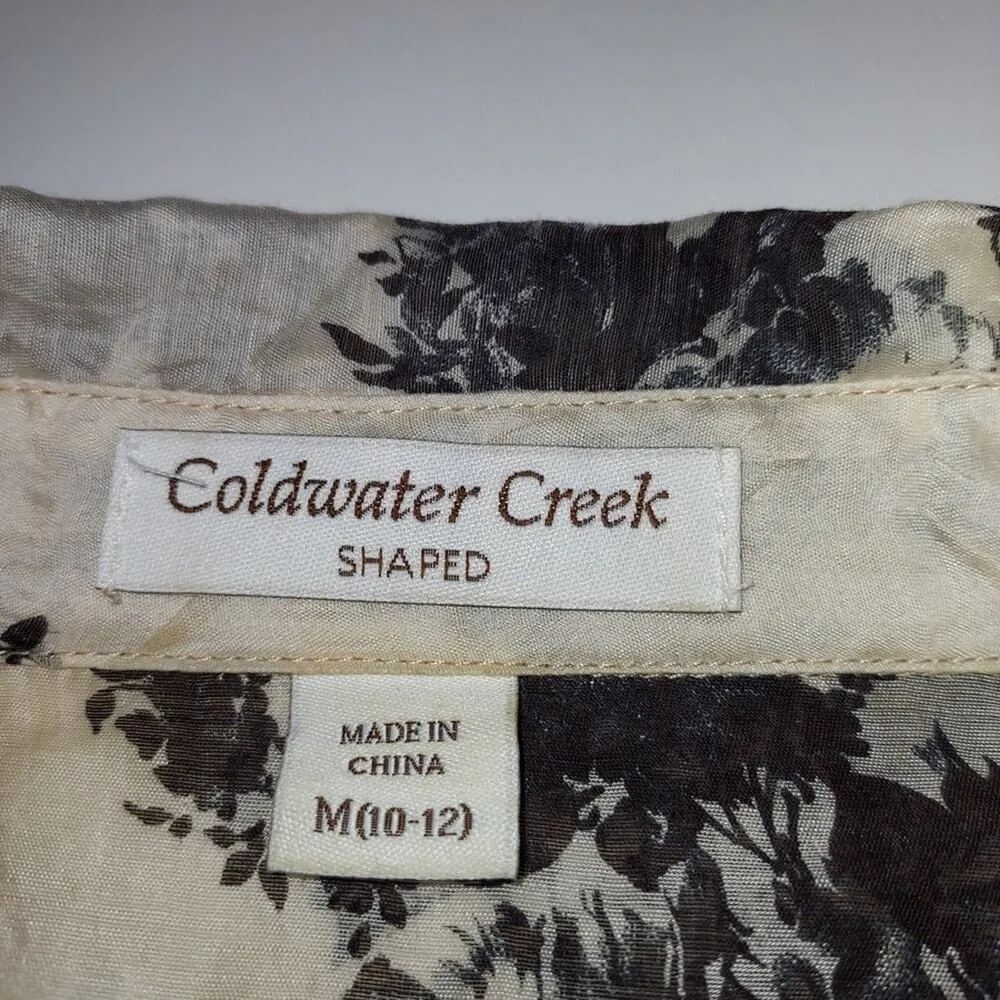 Coldwater Creek
SHAPED
MADE IN
CHINA
M(10-12)